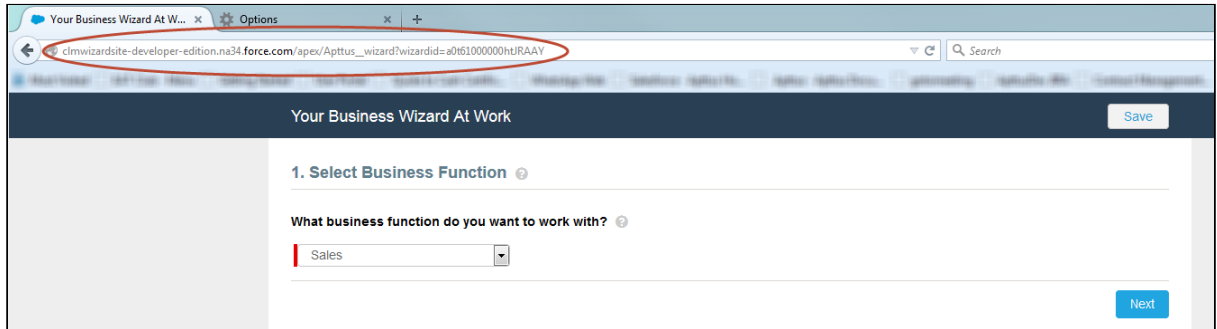 Your Business Wizard At W... × Options × +
clmwizardsite-developer-edition.na34.force.com/apex/Apttus__wizard?wizardid=a0t61000000htJRAAY Search
Your Business Wizard At Work Save
1. Select Business Function ?
What business function do you want to work with? ?
Sales
Next